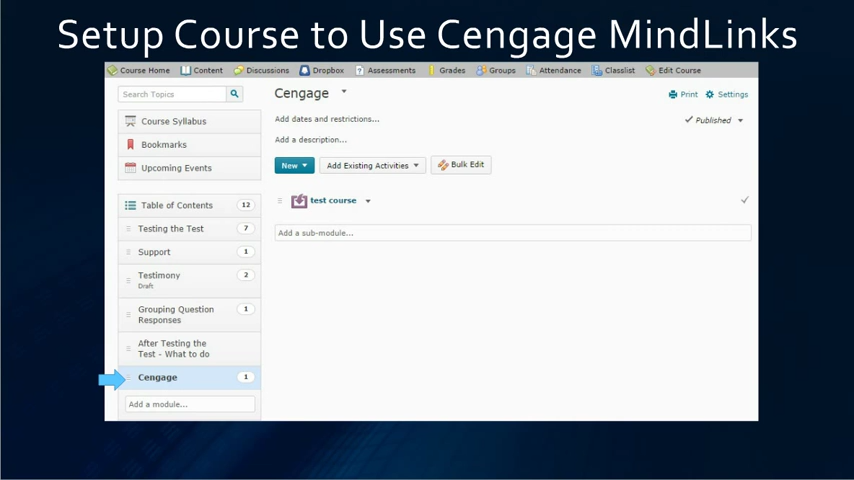 Setup Course to Use Cengage MindLinks
Course Home Content Discussions Dropbox Assessments Grades Groups Attendance Classlist Edit Course
Search Topics
Cengage
Print Settings
Course Syllabus
Add dates and restrictions...
Published
Bookmarks
Add a description...
Upcoming Events
New Add Existing Activities Bulk Edit
Table of Contents 12
test course
Testing the Test 7
Add a sub-module...
Support 1
Testimony 2
Draft
Grouping Question 1
Responses
After Testing the
Test - What to do
Cengage 1
Add a module...